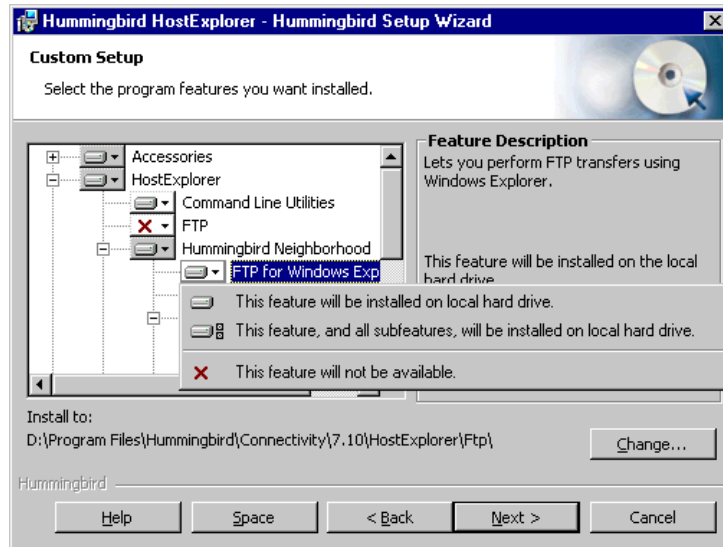 Hummingbird HostExplorer - Hummingbird Setup Wizard
Custom Setup
Select the program features you want installed.
Accessories
HostExplorer
Command Line Utilities
FTP
Hummingbird Neighborhood
FTP for Windows Exp
Feature Description
Lets you perform FTP transfers using
Windows Explorer.
This feature will be installed on the local
hard drive
This feature will be installed on local hard drive.
This feature, and all subfeatures, will be installed on local hard drive.
This feature will not be available.
Install to:
D:\Program Files\Hummingbird\Connectivity\7.10\HostExplorer\Ftp\
Change...
Hummingbird
Help
Space
< Back
Next >
Cancel